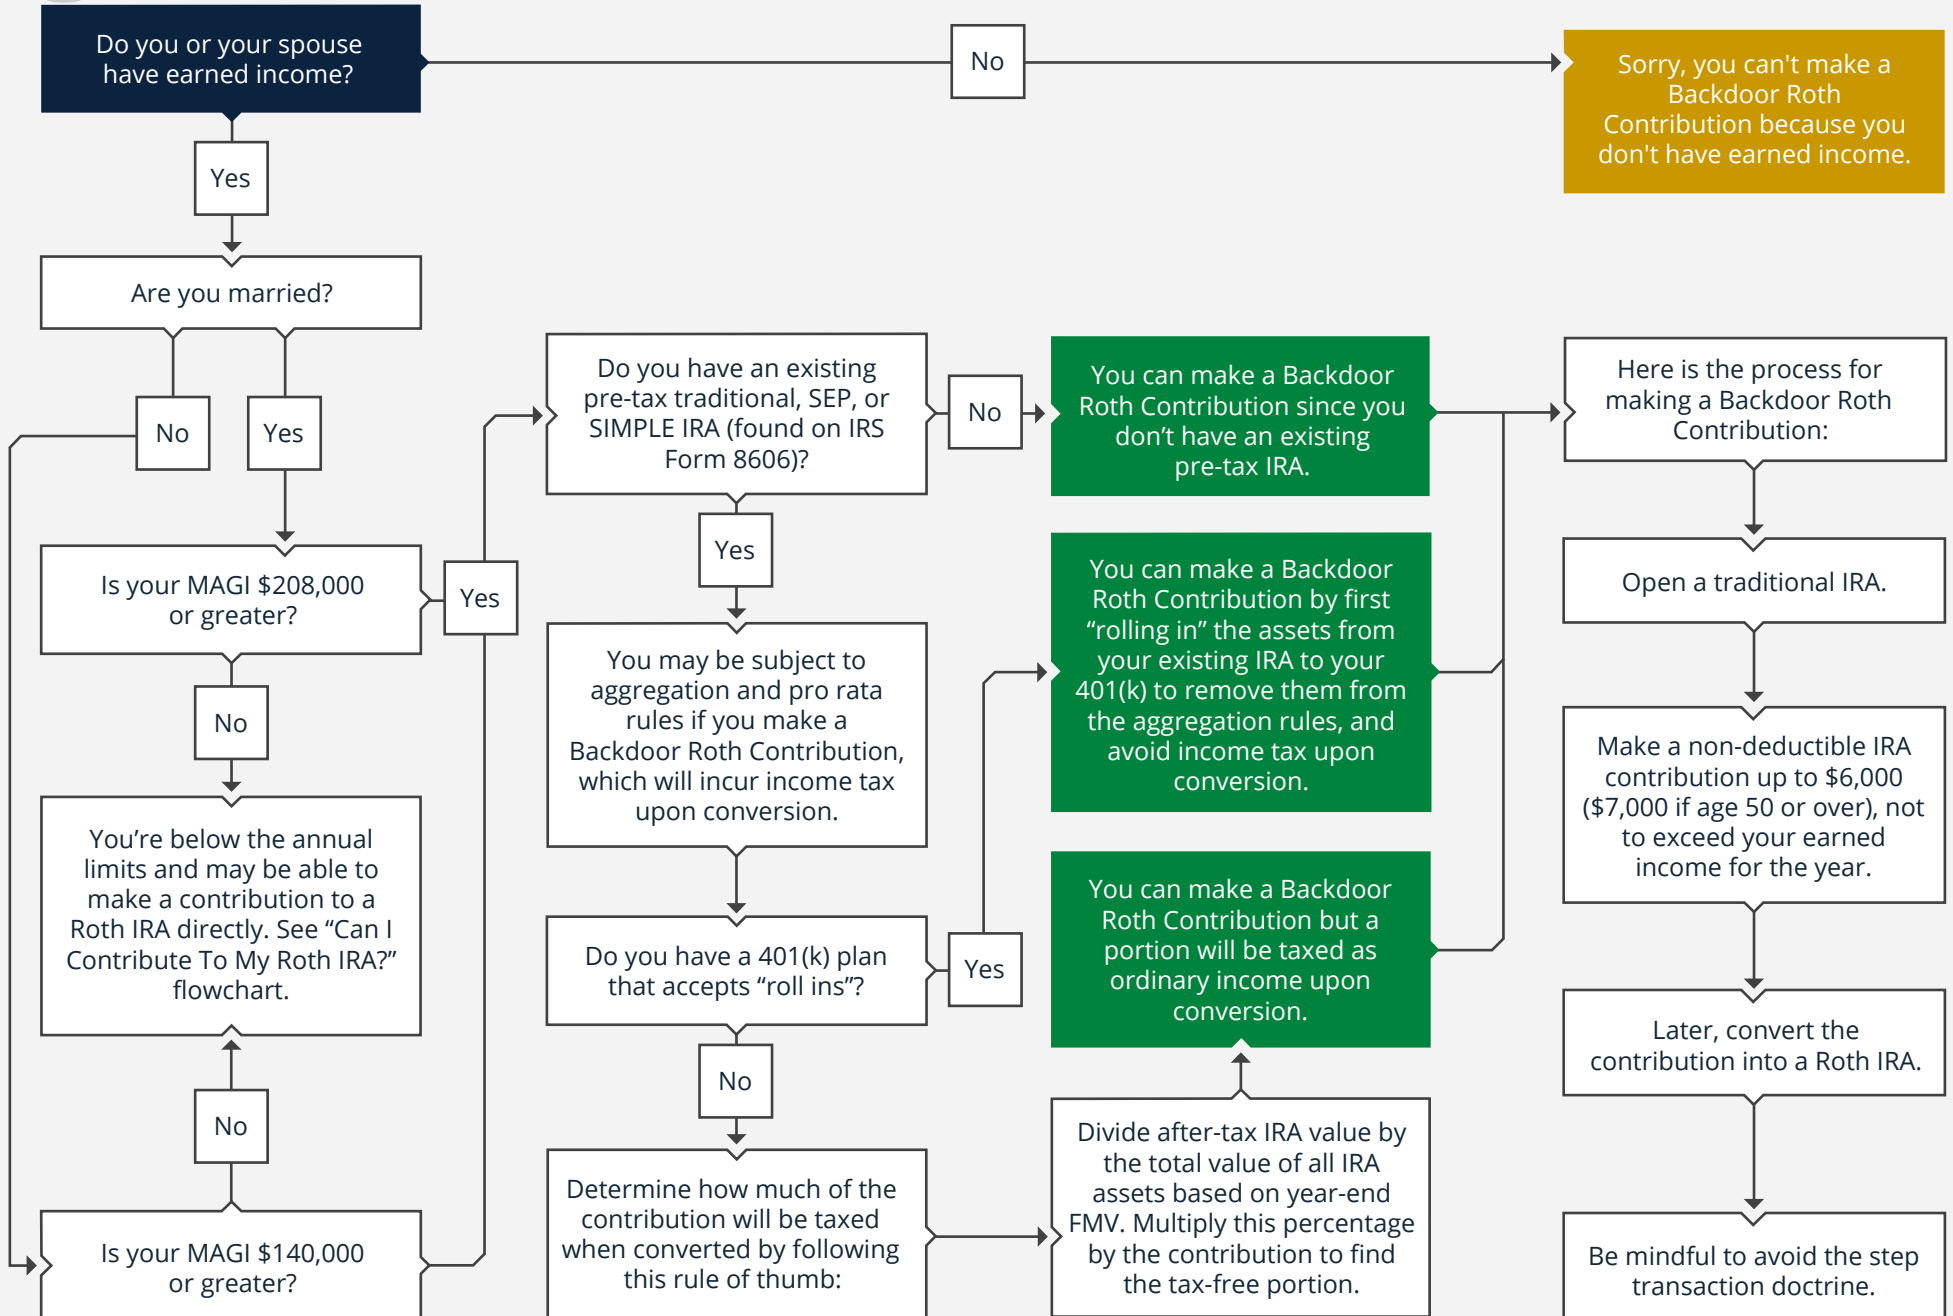 Do you or your spouse
have earned income?
No
Sorry, you can't make a
Backdoor Roth
Contribution because you
don't have earned income.
Yes
Are you married?
No
Yes
Is your MAGI $208,000
or greater?
Yes
No
You’re below the annual
limits and may be able to
make a contribution to a
Roth IRA directly. See “Can I
Contribute To My Roth IRA?”
flowchart.
No
Is your MAGI $140,000
or greater?
Do you have an existing
pre-tax traditional, SEP, or
SIMPLE IRA (found on IRS
Form 8606)?
No
Yes
You may be subject to
aggregation and pro rata
rules if you make a
Backdoor Roth Contribution,
which will incur income tax
upon conversion.
Do you have a 401(k) plan
that accepts “roll ins”?
Yes
No
Determine how much of the
contribution will be taxed
when converted by following
this rule of thumb:
You can make a Backdoor
Roth Contribution since you
don’t have an existing
pre-tax IRA.
You can make a Backdoor
Roth Contribution by first
“rolling in” the assets from
your existing IRA to your
401(k) to remove them from
the aggregation rules, and
avoid income tax upon
conversion.
You can make a Backdoor
Roth Contribution but a
portion will be taxed as
ordinary income upon
conversion.
Divide after-tax IRA value by
the total value of all IRA
assets based on year-end
FMV. Multiply this percentage
by the contribution to find
the tax-free portion.
Here is the process for
making a Backdoor Roth
Contribution:
Open a traditional IRA.
Make a non-deductible IRA
contribution up to $6,000
($7,000 if age 50 or over), not
to exceed your earned
income for the year.
Later, convert the
contribution into a Roth IRA.
Be mindful to avoid the step
transaction doctrine.